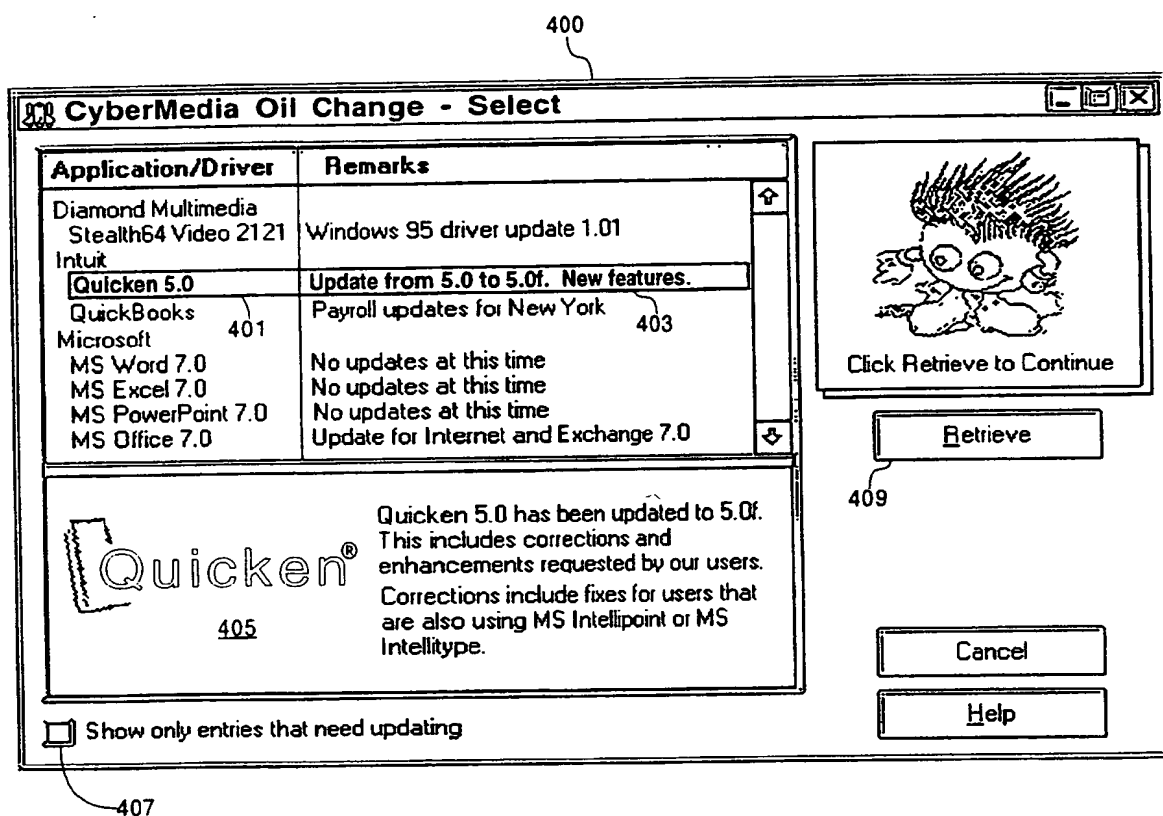 400
CyberMedia Oil Change - Select
Application/Driver Remarks
Diamond Multimedia
Stealth64 Video 2121 Windows 95 driver update 1.01
Intuit
Quicken 5.0 Update from 5.0 to 5.0f. New features.
QuickBooks Payroll updates for New York
401 403
Microsoft
MS Word 7.0 No updates at this time
MS Excel 7.0 No updates at this time
MS PowerPoint 7.0 No updates at this time
MS Office 7.0 Update for Internet and Exchange 7.0
Click Retrieve to Continue
Retrieve
409
Quicken®
405
Quicken 5.0 has been updated to 5.0f.
This includes corrections and
enhancements requested by our users.
Corrections include fixes for users that
are also using MS Intellipoint or MS
Intellitype.
Cancel
Help
Show only entries that need updating
407